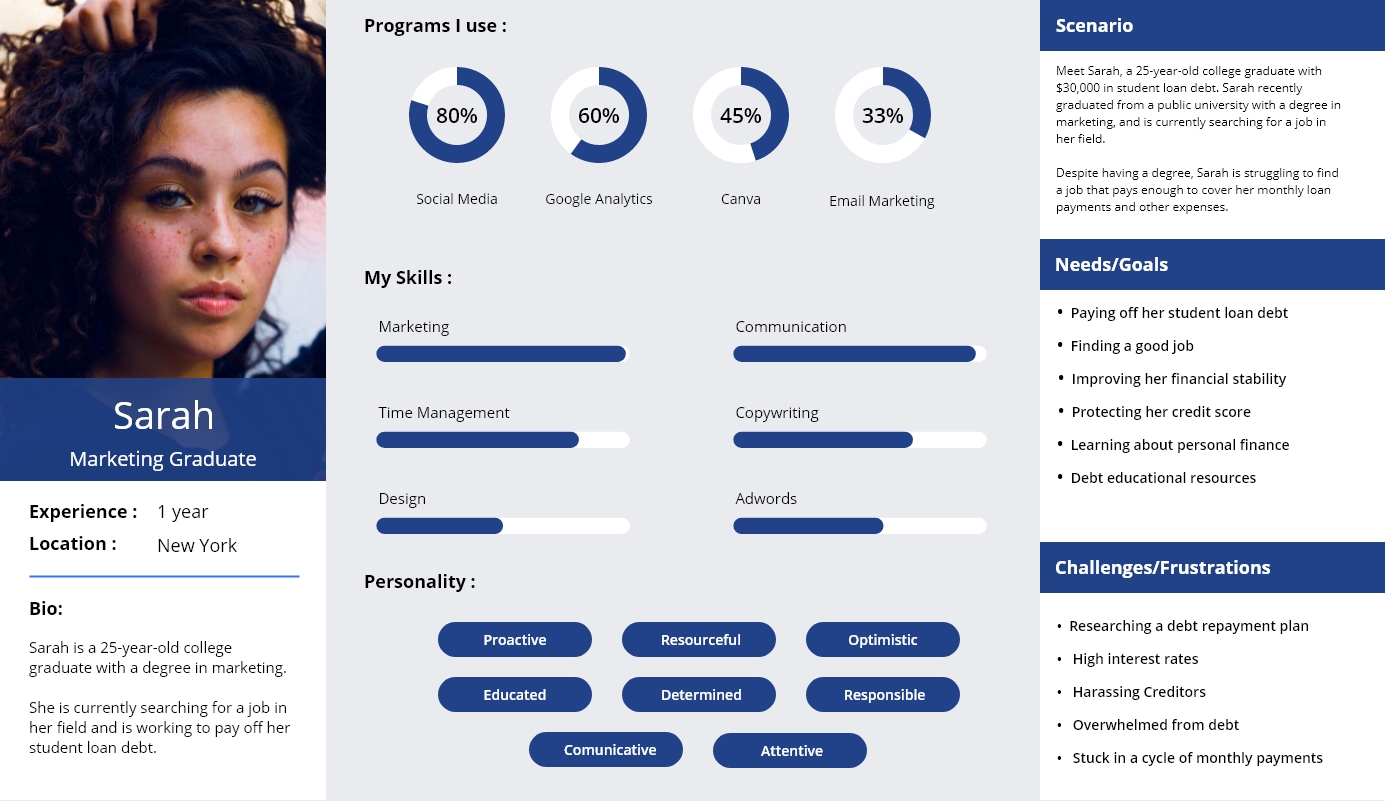 Sarah
Marketing Graduate
Experience : 1 year
Location : New York
Bio:
Sarah is a 25-year-old college
graduate with a degree in marketing.
She is currently searching for a job in
her field and is working to pay off her
student loan debt.
Programs I use :
80% 60% 45% 33%
Social Media Google Analytics Canva Email Marketing
My Skills :
Marketing Communication
Time Management Copywriting
Design Adwords
Personality :
Proactive Resourceful Optimistic
Educated Determined Responsible
Comunicative Attentive
Scenario
Meet Sarah, a 25-year-old college graduate with
$30,000 in student loan debt. Sarah recently
graduated from a public university with a degree in
marketing, and is currently searching for a job in
her field.
Despite having a degree, Sarah is struggling to find
a job that pays enough to cover her monthly loan
payments and other expenses.
Needs/Goals
• Paying off her student loan debt
• Finding a good job
• Improving her financial stability
• Protecting her credit score
• Learning about personal finance
• Debt educational resources
Challenges/Frustrations
• Researching a debt repayment plan
• High interest rates
• Harassing Creditors
• Overwhelmed from debt
• Stuck in a cycle of monthly payments